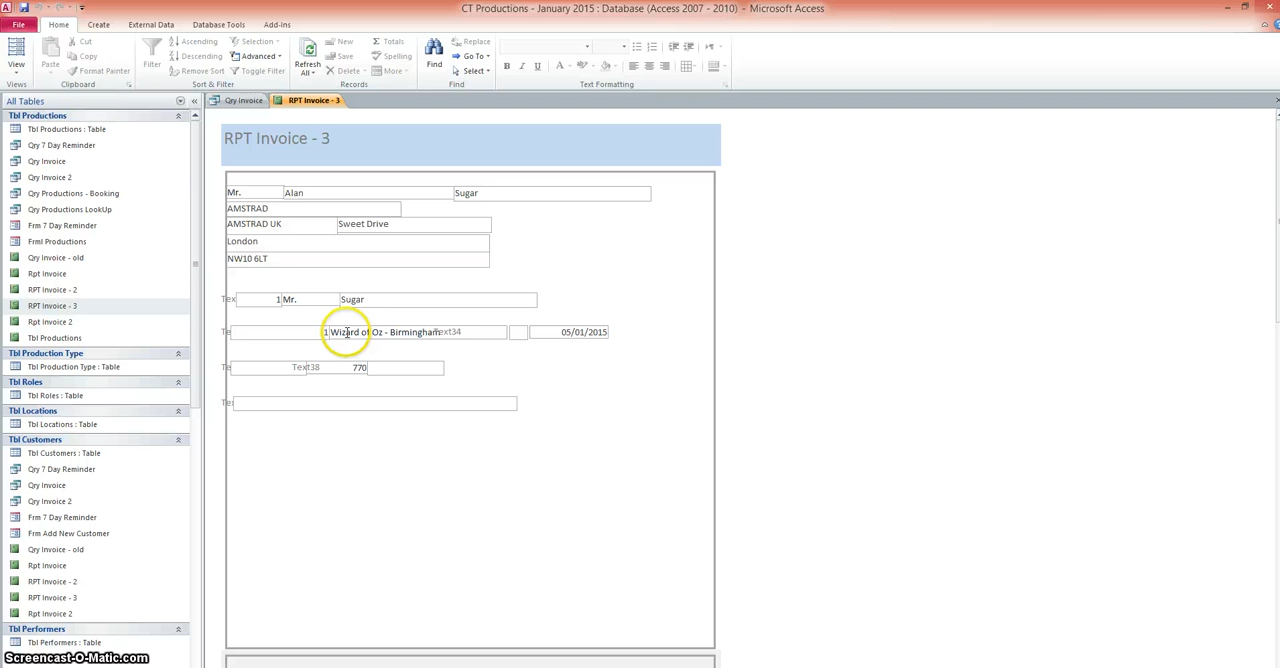 CT Productions - January 2015 : Database (Access 2007 - 2010) - Microsoft Access
File Home Create External Data Database Tools Add-Ins
View
Views
Paste
Cut
Copy
Format Painter
Clipboard
Filter
Ascending
Descending
Remove Sort
Selection
Advanced
Toggle Filter
Sort & Filter
Refresh
All
New
Save
Delete
Totals
Spelling
More
Records
Find
Replace
Go To
Select
Find
B I U A
Text Formatting
All Tables
Tbl Productions
Tbl Productions : Table
Qry 7 Day Reminder
Qry Invoice
Qry Invoice 2
Qry Productions - Booking
Qry Productions LookUp
Frm 7 Day Reminder
Frml Productions
Qry Invoice - old
Rpt Invoice
RPT Invoice - 2
RPT Invoice - 3
Rpt Invoice 2
Tbl Productions
Tbl Production Type
Tbl Production Type : Table
Tbl Roles
Tbl Roles : Table
Tbl Locations
Tbl Locations : Table
Tbl Customers
Tbl Customers : Table
Qry 7 Day Reminder
Qry Invoice
Qry Invoice 2
Frm 7 Day Reminder
Frm Add New Customer
Qry Invoice - old
Rpt Invoice
RPT Invoice - 2
RPT Invoice - 3
Rpt Invoice 2
Tbl Performers
Tbl Performers : Table
Screencast-O-Matic.com
Qry Invoice RPT Invoice - 3
RPT Invoice - 3
Mr. Alan Sugar
AMSTRAD
AMSTRAD UK Sweet Drive
London
NW10 6LT
Tex 1 Mr. Sugar
Te 1 Wizard of Oz - Birmingham Text34 05/01/2015
Te Text38 770
Te